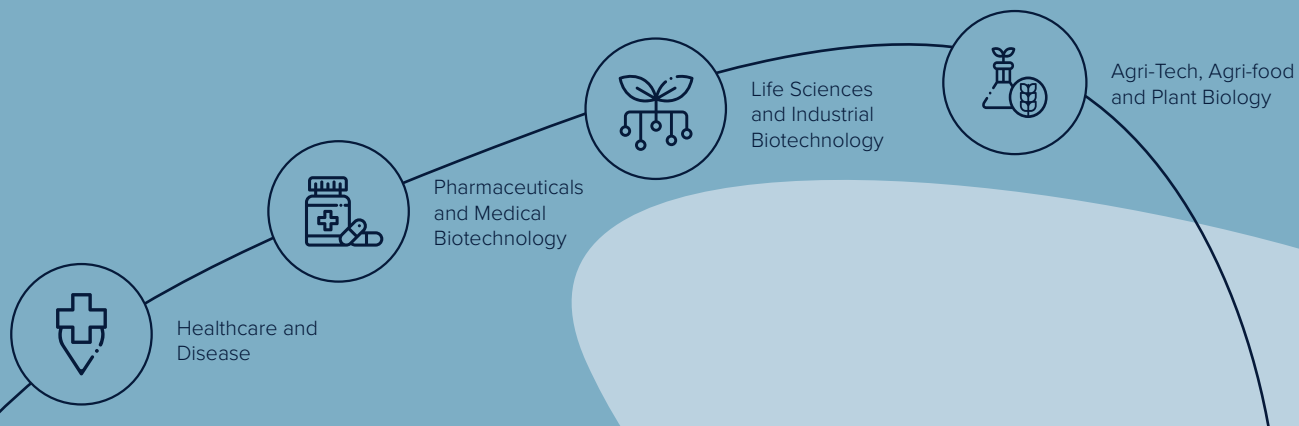 Healthcare and
Disease
Pharmaceuticals
and Medical
Biotechnology
Life Sciences
and Industrial
Biotechnology
Agri-Tech, Agri-food
and Plant Biology